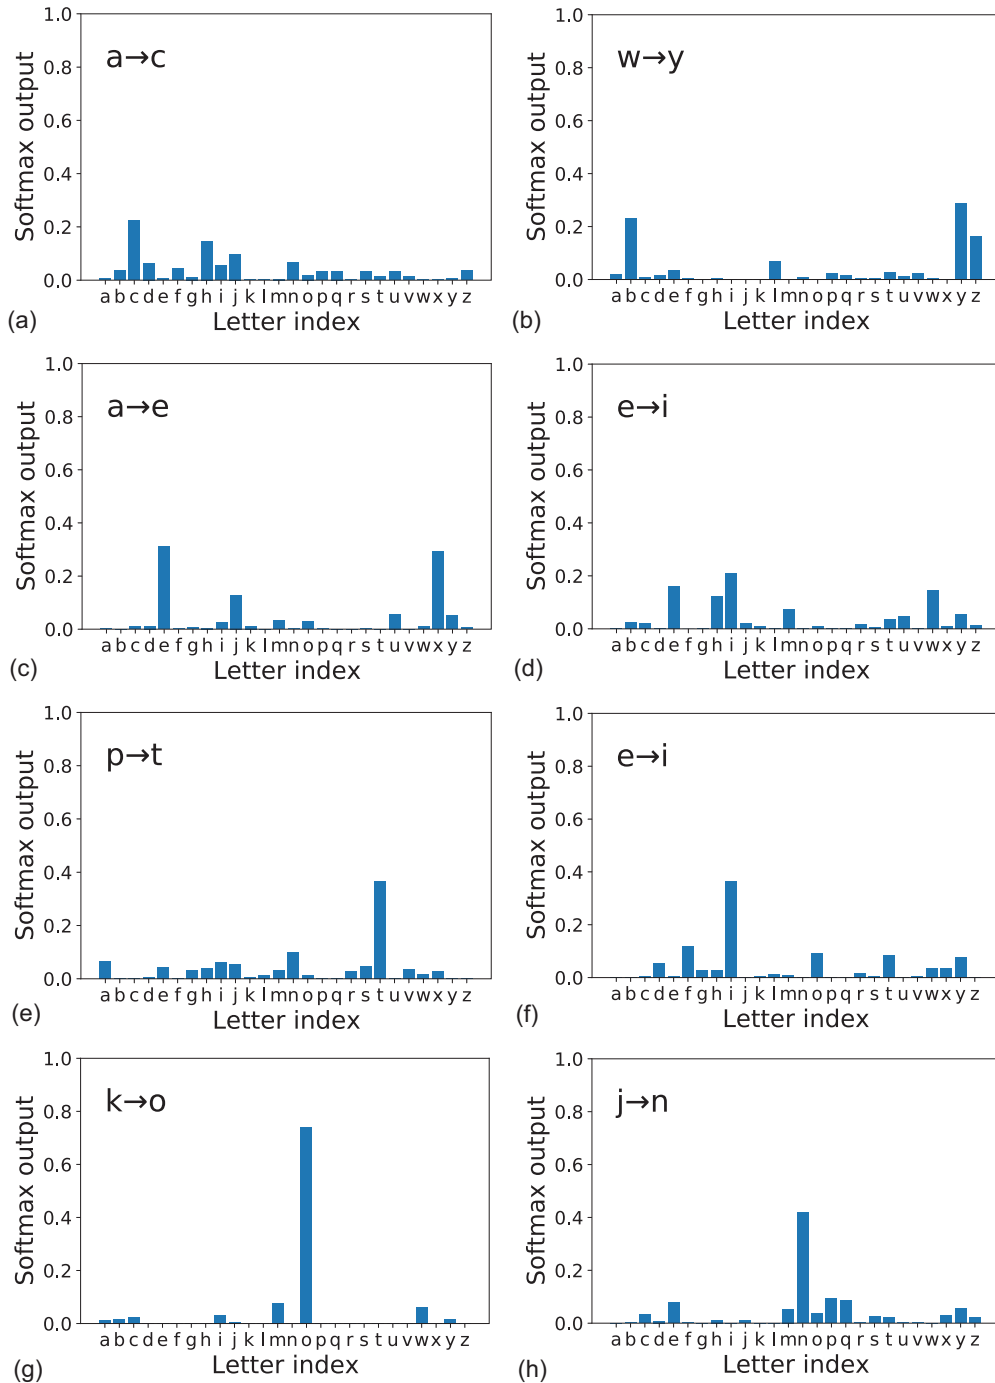 a→c
Softmax output
1.0
0.8
0.6
0.4
0.2
0.0
a b c d e f g h i j k l m n o p q r s t u v w x y z
(a)
Letter index
w→y
Softmax output
1.0
0.8
0.6
0.4
0.2
0.0
a b c d e f g h i j k l m n o p q r s t u v w x y z
(b)
Letter index
a→e
Softmax output
1.0
0.8
0.6
0.4
0.2
0.0
a b c d e f g h i j k l m n o p q r s t u v w x y z
(c)
Letter index
e→i
Softmax output
1.0
0.8
0.6
0.4
0.2
0.0
a b c d e f g h i j k l m n o p q r s t u v w x y z
(d)
Letter index
p→t
Softmax output
1.0
0.8
0.6
0.4
0.2
0.0
a b c d e f g h i j k l m n o p q r s t u v w x y z
(e)
Letter index
e→i
Softmax output
1.0
0.8
0.6
0.4
0.2
0.0
a b c d e f g h i j k l m n o p q r s t u v w x y z
(f)
Letter index
k→o
Softmax output
1.0
0.8
0.6
0.4
0.2
0.0
a b c d e f g h i j k l m n o p q r s t u v w x y z
(g)
Letter index
j→n
Softmax output
1.0
0.8
0.6
0.4
0.2
0.0
a b c d e f g h i j k l m n o p q r s t u v w x y z
(h)
Letter index